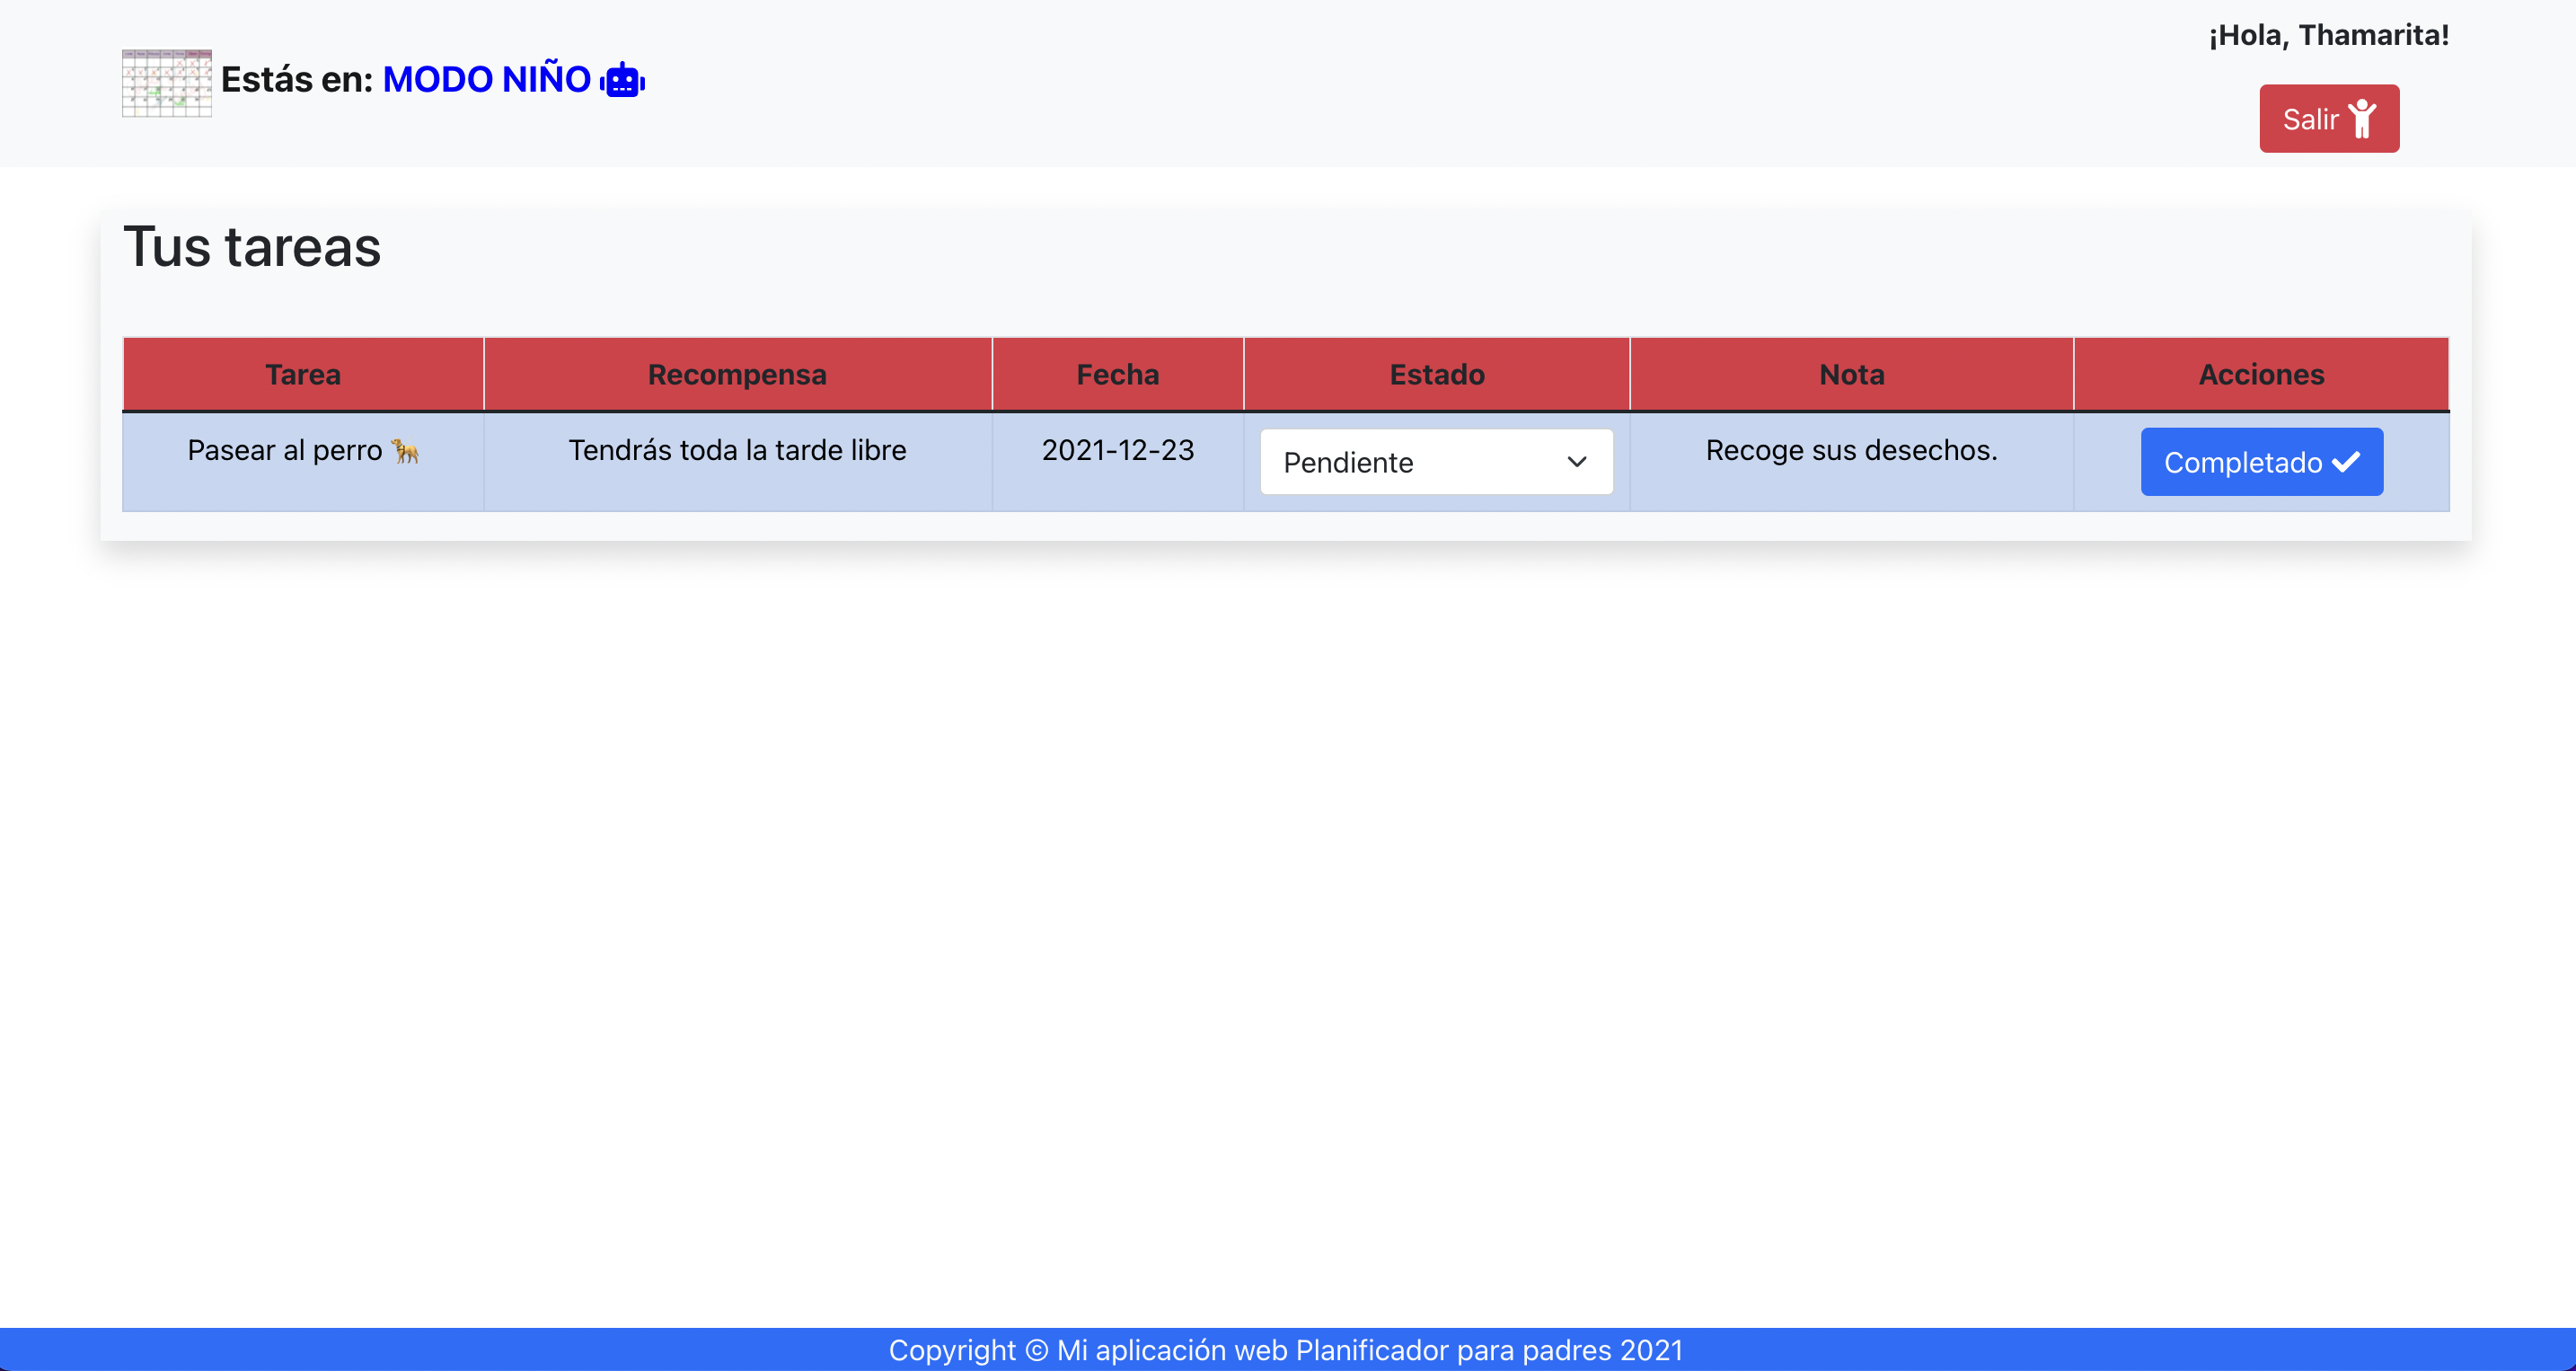 ¡Hola, Thamarita!
Estás en: MODO NIÑO
Salir
Tus tareas
Tarea Recompensa Fecha Estado Nota Acciones
Pasear al perro 🐕 Tendrás toda la tarde libre 2021-12-23 Pendiente Recoge sus desechos. Completado
Copyright © Mi aplicación web Planificador para padres 2021